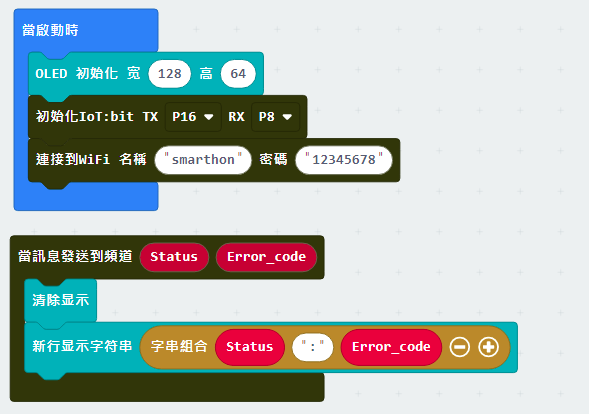 當啟動時
OLED 初始化 宽 128 高 64
初始化IoT:bit TX P16 RX P8
連接到WiFi 名稱 "smarthon" 密碼 "12345678"
當訊息發送到頻道 Status Error_code
清除显示
新行显示字符串 字串組合 Status ":" Error_code